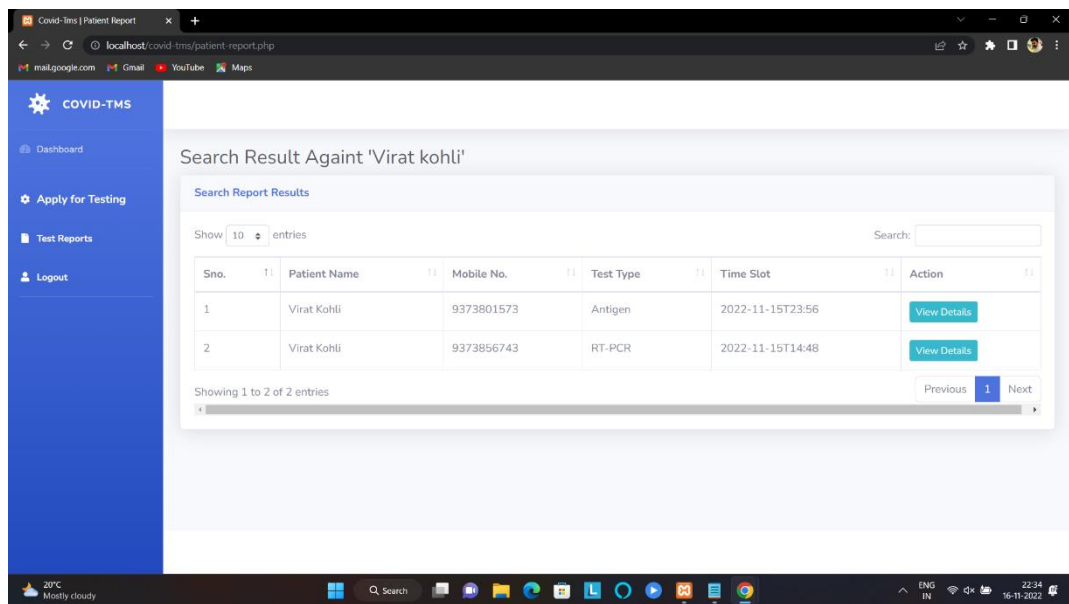 Covid-Tms | Patient Report
localhost/covid-tms/patient-report.php
mail.google.com Gmail YouTube Maps
COVID-TMS
Dashboard
Apply for Testing
Test Reports
Logout
Search Result Againt 'Virat kohli'
Search Report Results
Show 10 entries Search:
Sno. Patient Name Mobile No. Test Type Time Slot Action
1 Virat Kohli 9373801573 Antigen 2022-11-15T23:56 View Details
2 Virat Kohli 9373856743 RT-PCR 2022-11-15T14:48 View Details
Showing 1 to 2 of 2 entries Previous 1 Next
20°C
Mostly cloudy
Search
ENG
IN
22:34
16-11-2022